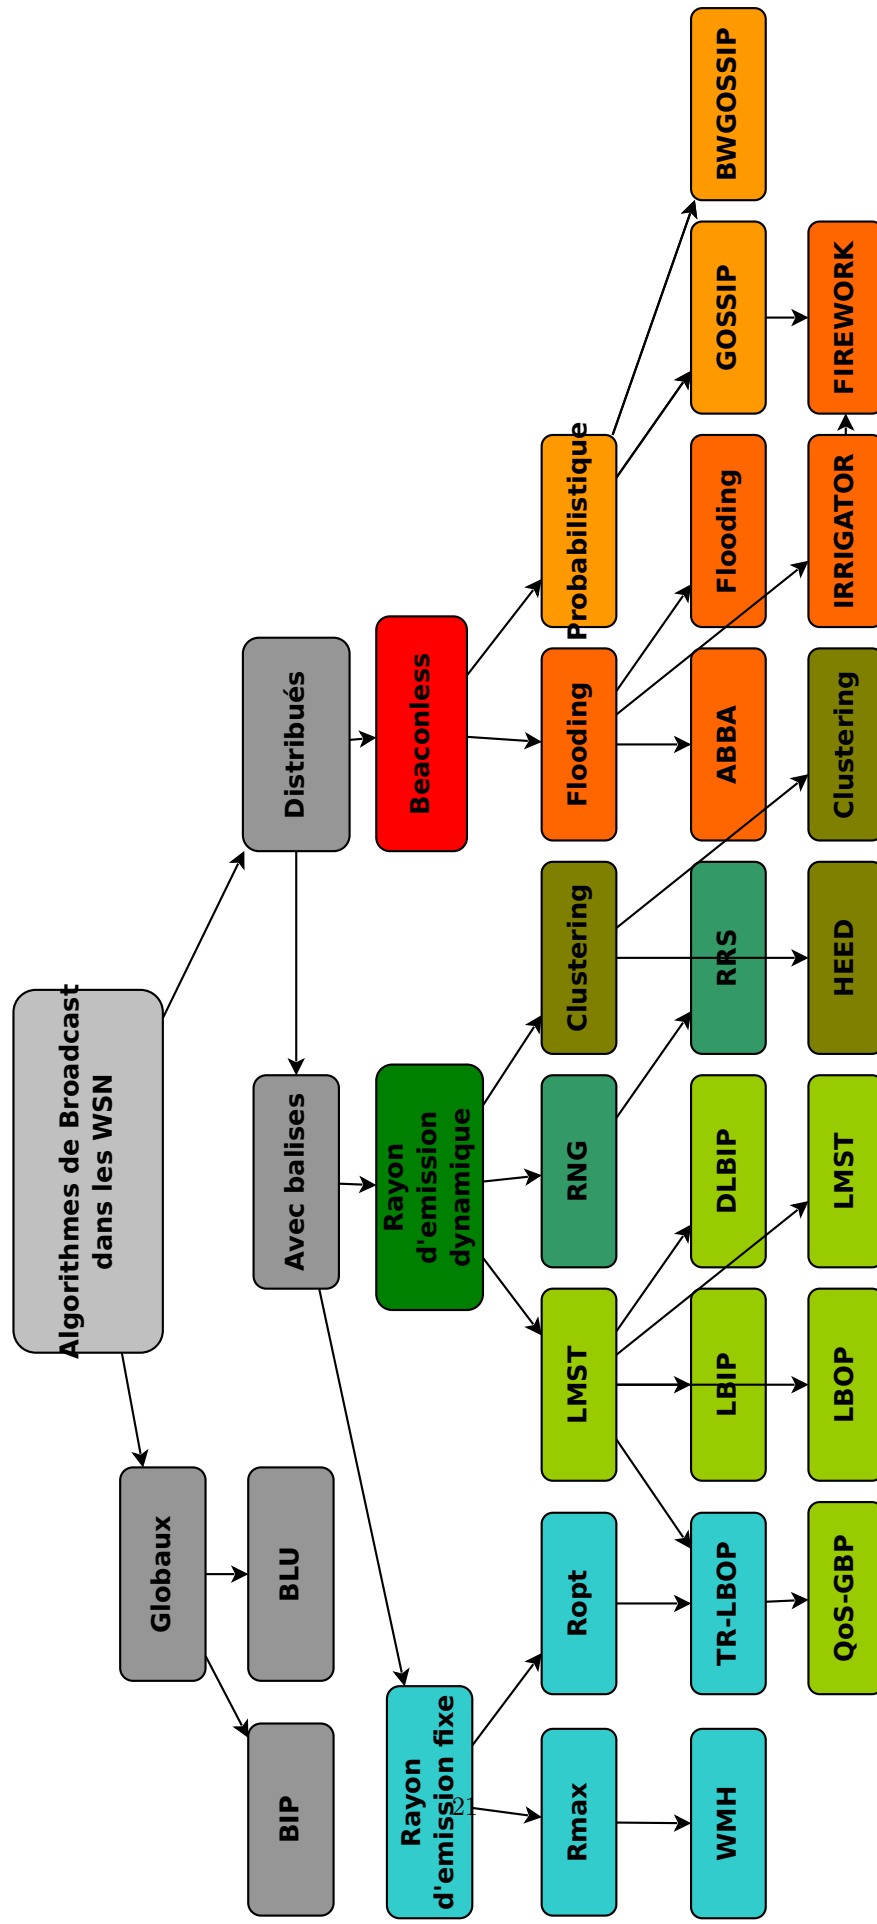 Algorithmes de Broadcast
dans les WSN
Globaux
Distribués
BIP
BLU
Avec balises
Beaconless
Rayon
d'emission fixe
Rayon
d'emission
dynamique
Rmax
Ropt
LMST
RNG
Clustering
Flooding
Probabilistique
WMH
TR-LBOP
LBIP
DLBIP
RRS
ABBA
Flooding
GOSSIP
BWGOSSIP
QoS-GBP
LBOP
LMST
HEED
Clustering
IRRIGATOR
FIREWORK
21